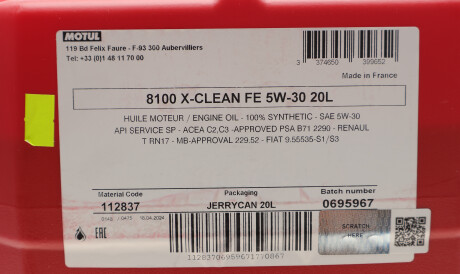 MOTUL
119 Bd Felix Faure - F-93 300 Aubervilliers
Tel: +33 (0)1 48 11 70 00
3 374650 399652
Made in France
8100 X-CLEAN FE 5W-30 20L
HUILE MOTEUR / ENGINE OIL - 100% SYNTHETIC - SAE 5W-30
API SERVICE SP - ACEA C2,C3 -APPROVED PSA B71 2290 - RENAUL
T RN17 - MB-APPROVAL 229.52 - FIAT 9.55535-S1/S3
Material Code Packaging Batch number
112837 JERRYCAN 20L 0695967
EAC
SCRATCH
HERE